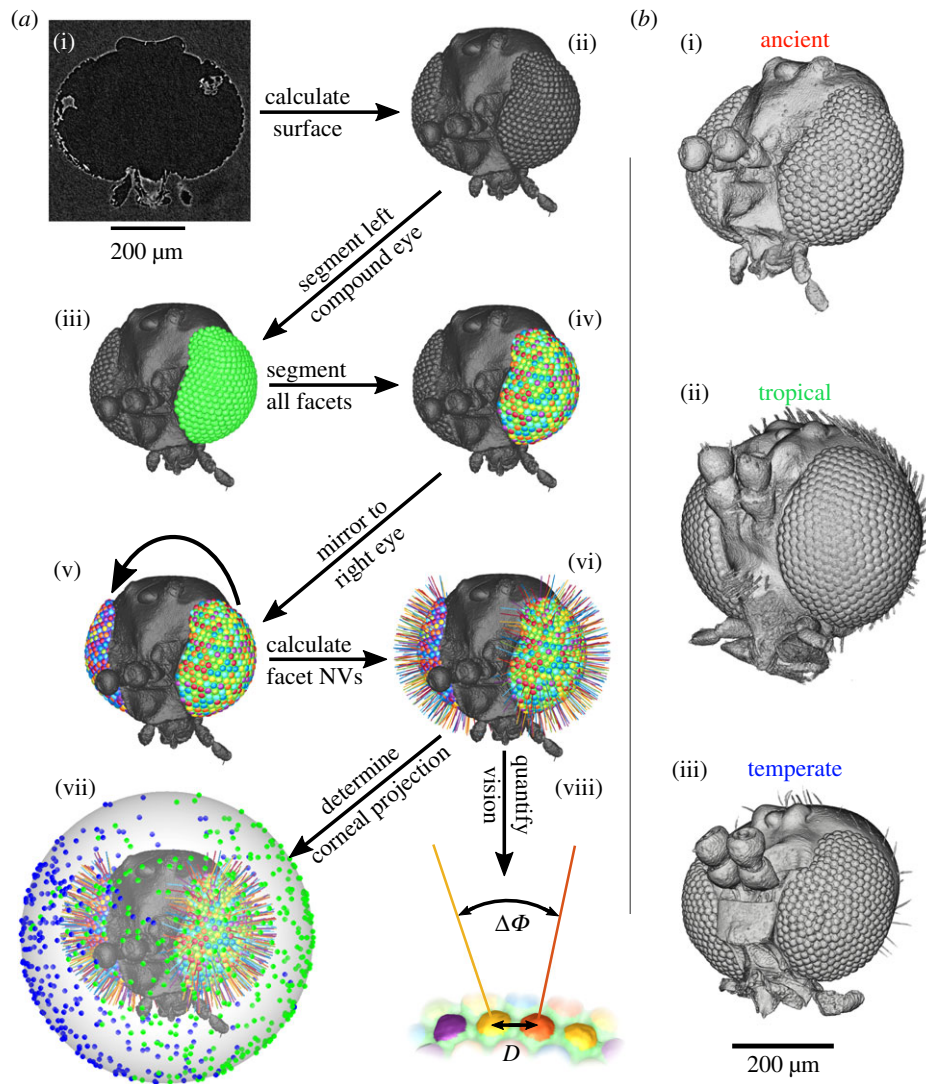 (a)
(i)
200 µm
calculate
surface
(ii)
segment left
compound eye
(iii)
segment
all facets
(iv)
mirror to
right eye
(v)
calculate
facet NVs
(vi)
determine
corneal projection
quantify
vision
(vii)
(viii)
ΔΦ
D
(b)
(i)
ancient
(ii)
tropical
(iii)
temperate
200 µm